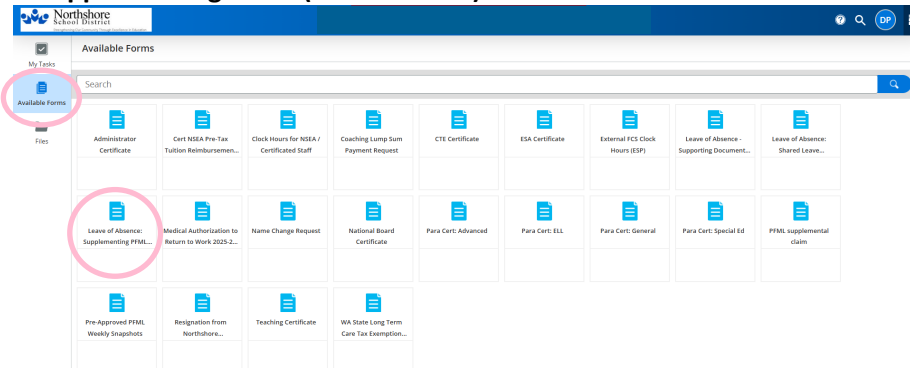 Northshore
School District
DP
My Tasks
Available Forms
Files
Available Forms
Search
Administrator
Certificate
Cert NSEA Pre-Tax
Tuition Reimbursemen...
Clock Hours for NSEA /
Certificated Staff
Coaching Lump Sum
Payment Request
CTE Certificate
ESA Certificate
External FCS Clock
Hours (ESP)
Leave of Absence -
Supporting Document...
Leave of Absence:
Shared Leave...
Leave of Absence:
Supplementing PFML...
Medical Authorization to
Return to Work 2025-2...
Name Change Request
National Board
Certificate
Para Cert: Advanced
Para Cert: ELL
Para Cert: General
Para Cert: Special Ed
PFML supplemental
claim
Pre-Approved PFML
Weekly Snapshots
Resignation from
Northshore...
Teaching Certificate
WA State Long Term
Care Tax Exemption...